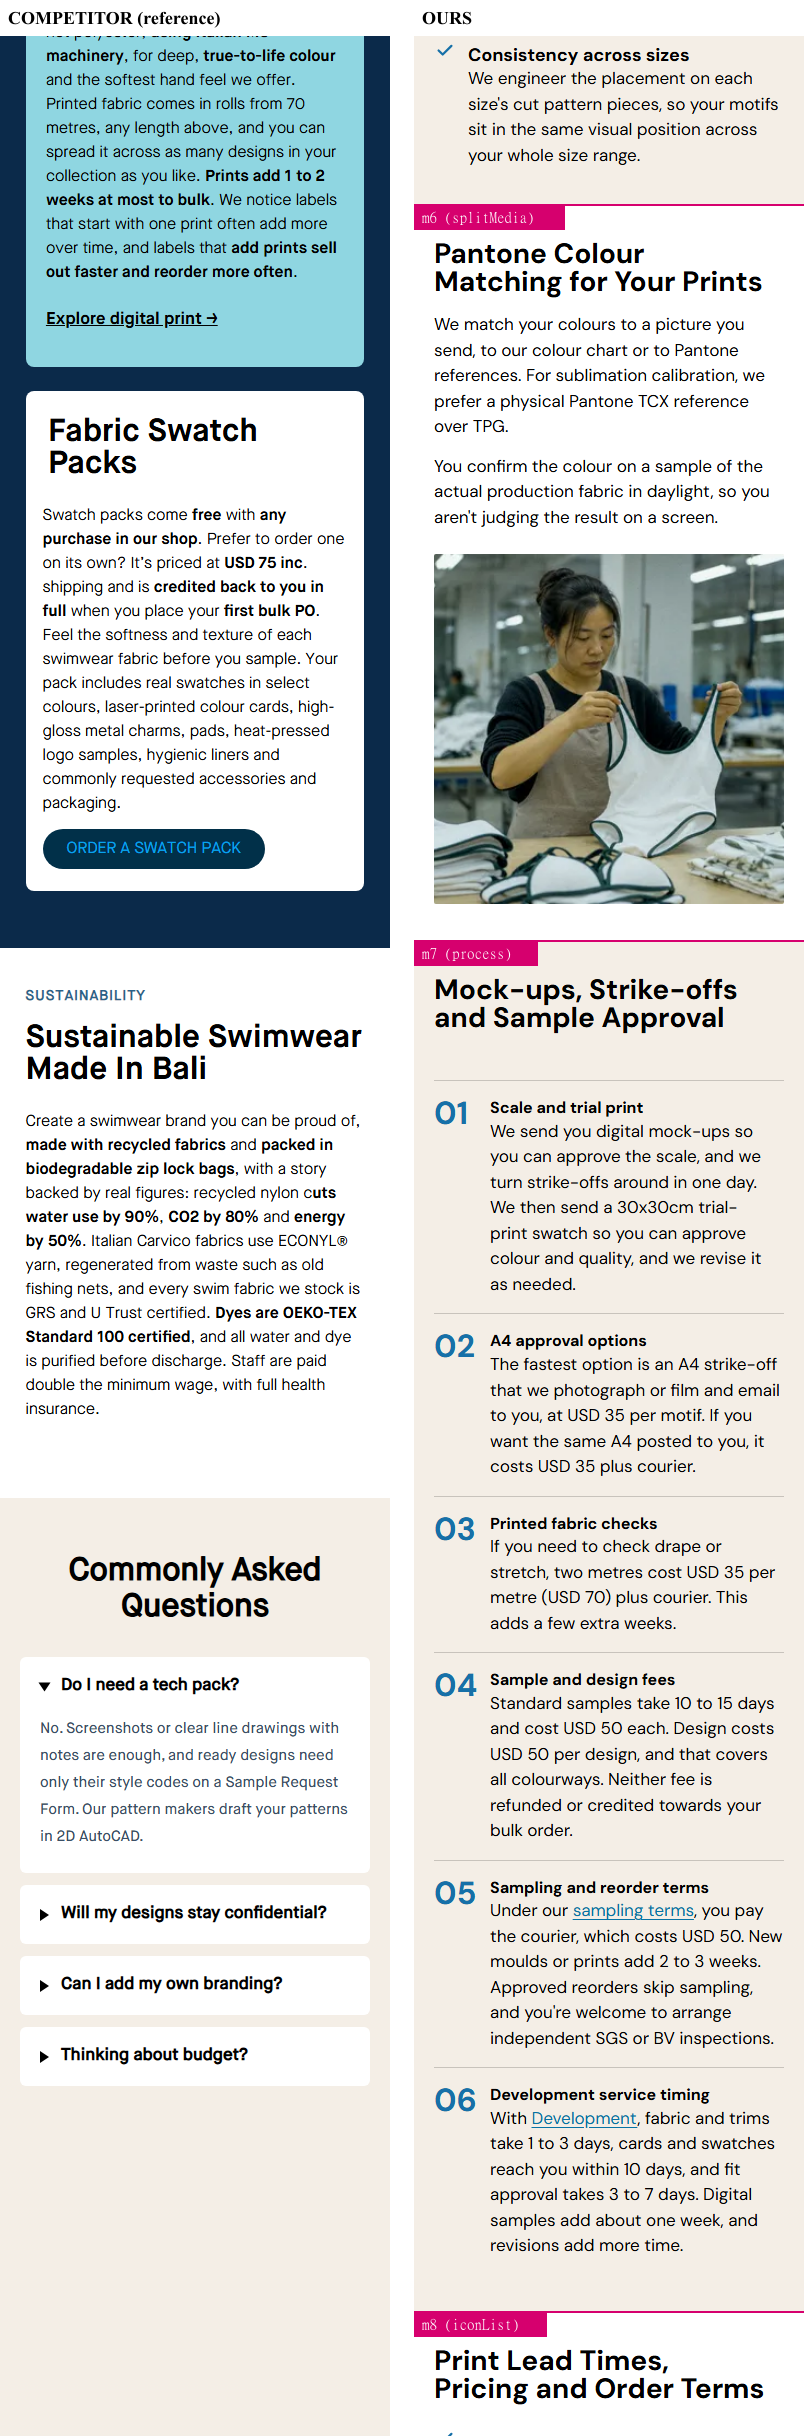 COMPETITOR (reference)
machinery, for deep, true-to-life colour
and the softest hand feel we offer.
Printed fabric comes in rolls from 70
metres, any length above, and you can
spread it across as many designs in your
collection as you like. Prints add 1 to 2
weeks at most to bulk. We notice labels
that start with one print often add more
over time, and labels that add prints sell
out faster and reorder more often.
Explore digital print →
Fabric Swatch
Packs
Swatch packs come free with any
purchase in our shop. Prefer to order one
on its own? It's priced at USD 75 inc.
shipping and is credited back to you in
full when you place your first bulk PO.
Feel the softness and texture of each
swimwear fabric before you sample. Your
pack includes real swatches in select
colours, laser-printed colour cards, high-
gloss metal charms, pads, heat-pressed
logo samples, hygienic liners and
commonly requested accessories and
packaging.
ORDER A SWATCH PACK
SUSTAINABILITY
Sustainable Swimwear
Made In Bali
Create a swimwear brand you can be proud of,
made with recycled fabrics and packed in
biodegradable zip lock bags, with a story
backed by real figures: recycled nylon cuts
water use by 90%, CO2 by 80% and energy
by 50%. Italian Carvico fabrics use ECONYL®
yarn, regenerated from waste such as old
fishing nets, and every swim fabric we stock is
GRS and U Trust certified. Dyes are OEKO-TEX
Standard 100 certified, and all water and dye
is purified before discharge. Staff are paid
double the minimum wage, with full health
insurance.
Commonly Asked
Questions
Do I need a tech pack?
No. Screenshots or clear line drawings with
notes are enough, and ready designs need
only their style codes on a Sample Request
Form. Our pattern makers draft your patterns
in 2D AutoCAD.
Will my designs stay confidential?
Can I add my own branding?
Thinking about budget?
OURS
Consistency across sizes
We engineer the placement on each
size's cut pattern pieces, so your motifs
sit in the same visual position across
your whole size range.
m6 (splitMedia)
Pantone Colour
Matching for Your Prints
We match your colours to a picture you
send, to our colour chart or to Pantone
references. For sublimation calibration, we
prefer a physical Pantone TCX reference
over TPG.
You confirm the colour on a sample of the
actual production fabric in daylight, so you
aren't judging the result on a screen.
m7 (process)
Mock-ups, Strike-offs
and Sample Approval
01
Scale and trial print
We send you digital mock-ups so
you can approve the scale, and we
turn strike-offs around in one day.
We then send a 30x30cm trial-
print swatch so you can approve
colour and quality, and we revise it
as needed.
02
A4 approval options
The fastest option is an A4 strike-off
that we photograph or film and email
to you, at USD 35 per motif. If you
want the same A4 posted to you, it
costs USD 35 plus courier.
03
Printed fabric checks
If you need to check drape or
stretch, two metres cost USD 35 per
metre (USD 70) plus courier. This
adds a few extra weeks.
04
Sample and design fees
Standard samples take 10 to 15 days
and cost USD 50 each. Design costs
USD 50 per design, and that covers
all colourways. Neither fee is
refunded or credited towards your
bulk order.
05
Sampling and reorder terms
Under our sampling terms, you pay
the courier, which costs USD 50. New
moulds or prints add 2 to 3 weeks.
Approved reorders skip sampling,
and you're welcome to arrange
independent SGS or BV inspections.
06
Development service timing
With Development, fabric and trims
take 1 to 3 days, cards and swatches
reach you within 10 days, and fit
approval takes 3 to 7 days. Digital
samples add about one week, and
revisions add more time.
m8 (iconList)
Print Lead Times,
Pricing and Order Terms